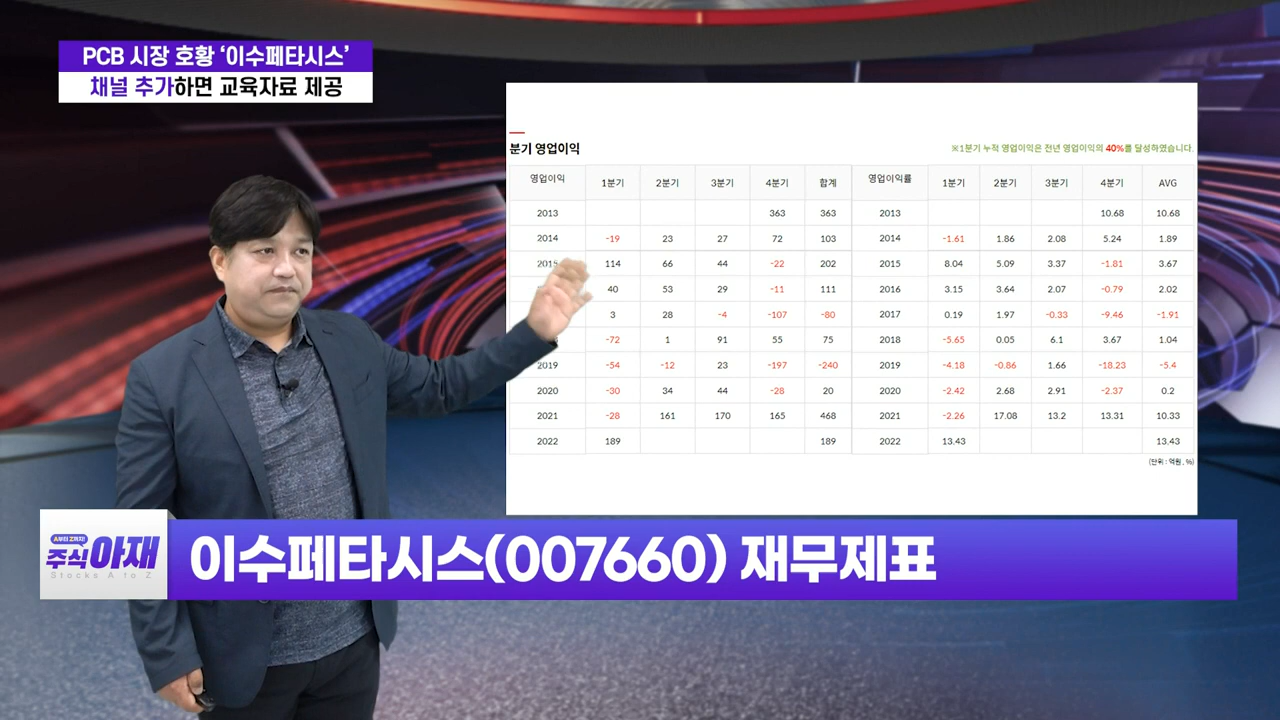 PCB 시장 호황 ‘이수페타시스’
채널 추가하면 교육자료 제공
분기 영업이익
※1분기 누적 영업이익은 전년 영업이익의 40%를 달성하였습니다.
영업이익 1분기 2분기 3분기 4분기 합계 영업이익률 1분기 2분기 3분기 4분기 AVG
2013 363 363 2013 10.68 10.68
2014 -19 23 27 72 103 2014 -1.61 1.86 2.08 5.24 1.89
2015 114 66 44 -22 202 2015 8.04 5.09 3.37 -1.81 3.67
40 53 29 -11 111 2016 3.15 3.64 2.07 -0.79 2.02
3 28 -4 -107 -80 2017 0.19 1.97 -0.33 -9.46 -1.91
-72 1 91 55 75 2018 -5.65 0.05 6.1 3.67 1.04
2019 -54 -12 23 -197 -240 2019 -4.18 -0.86 1.66 -18.23 -5.4
2020 -30 34 44 -28 20 2020 -2.42 2.68 2.91 -2.37 0.2
2021 -28 161 170 165 468 2021 -2.26 17.08 13.2 13.31 10.33
2022 189 189 2022 13.43 13.43
(단위 : 억원, %)
A부터 Z까지!
주식아재
Stocks A to Z
이수페타시스(007660) 재무제표